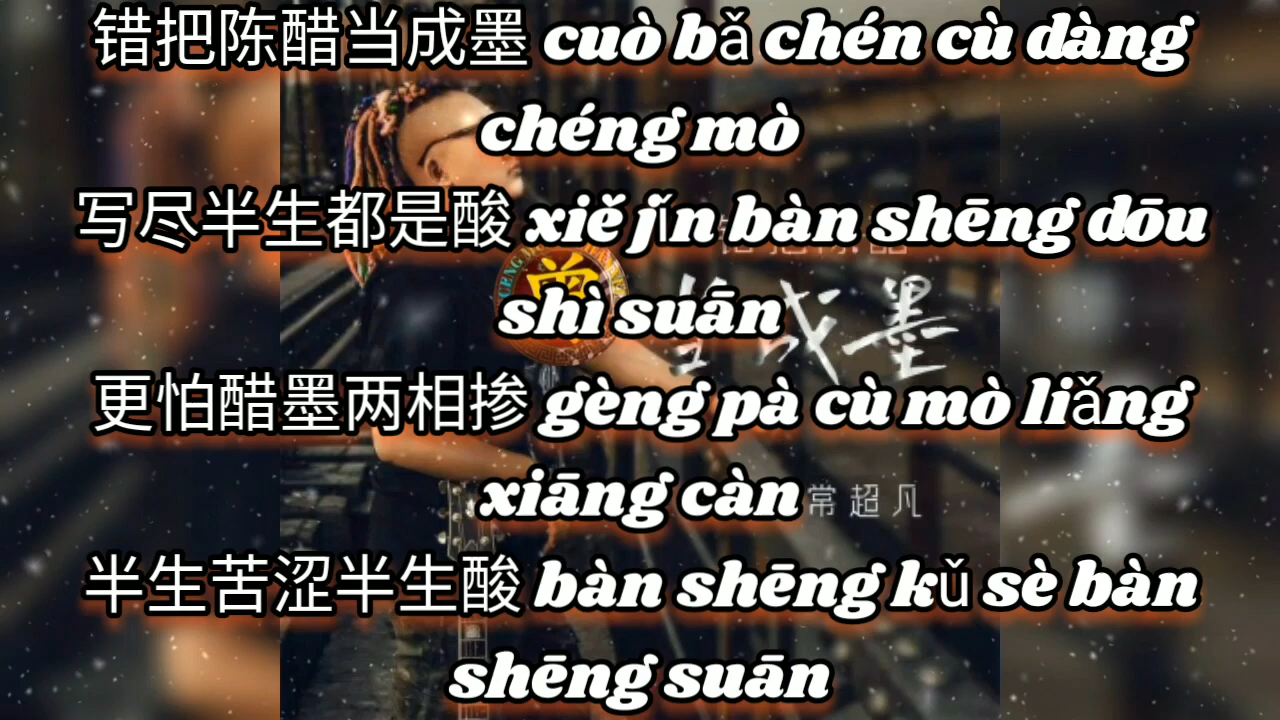 错把陈醋当成墨 cuò bǎ chén cù dàng
chéng mò
写尽半生都是酸 xiě jǐn bàn shēng dōu
shì suān
更怕醋墨两相掺 gèng pà cù mò liǎng
xiāng càn
常超凡
半生苦涩半生酸 bàn shēng kǔ sè bàn
shēng suān